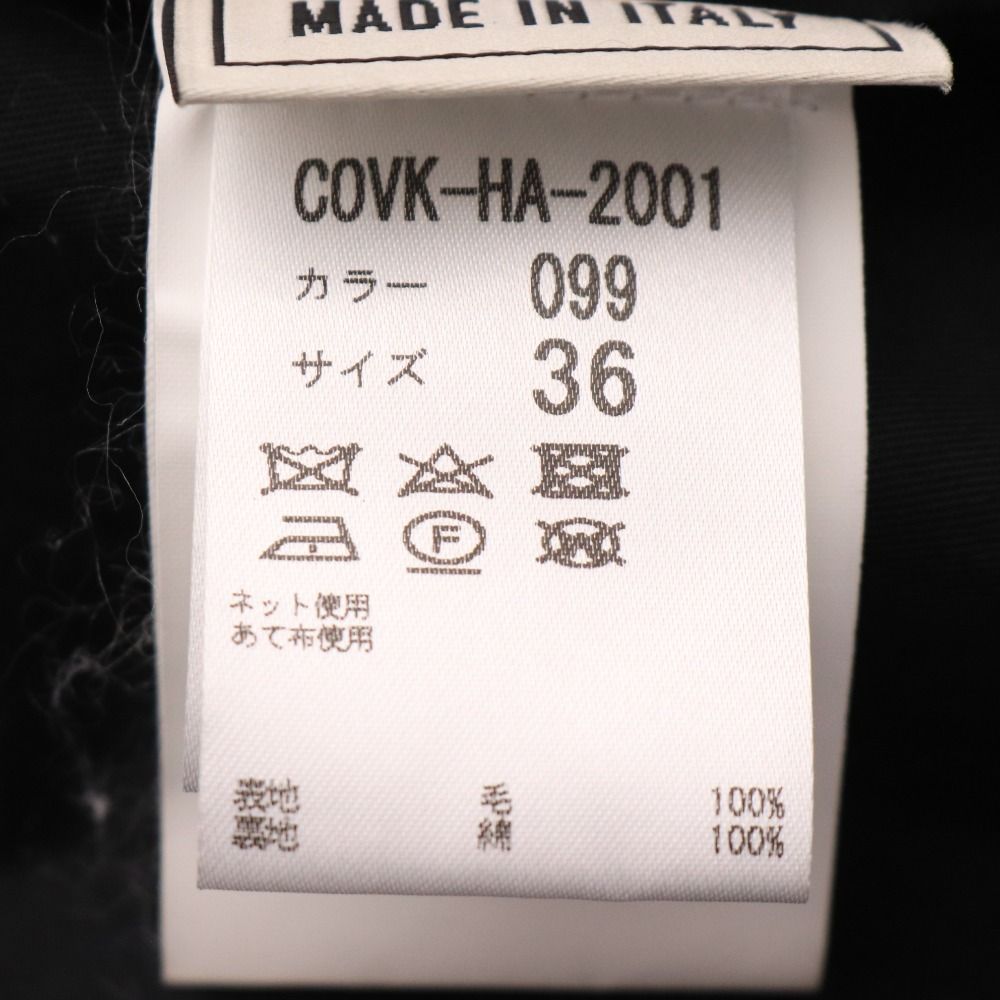 MADE IN ITALY
COVK-HA-2001
カラー 099
サイズ 36
F
W
ネット使用
あて布使用
表地 毛 100%
裏地 綿 100%